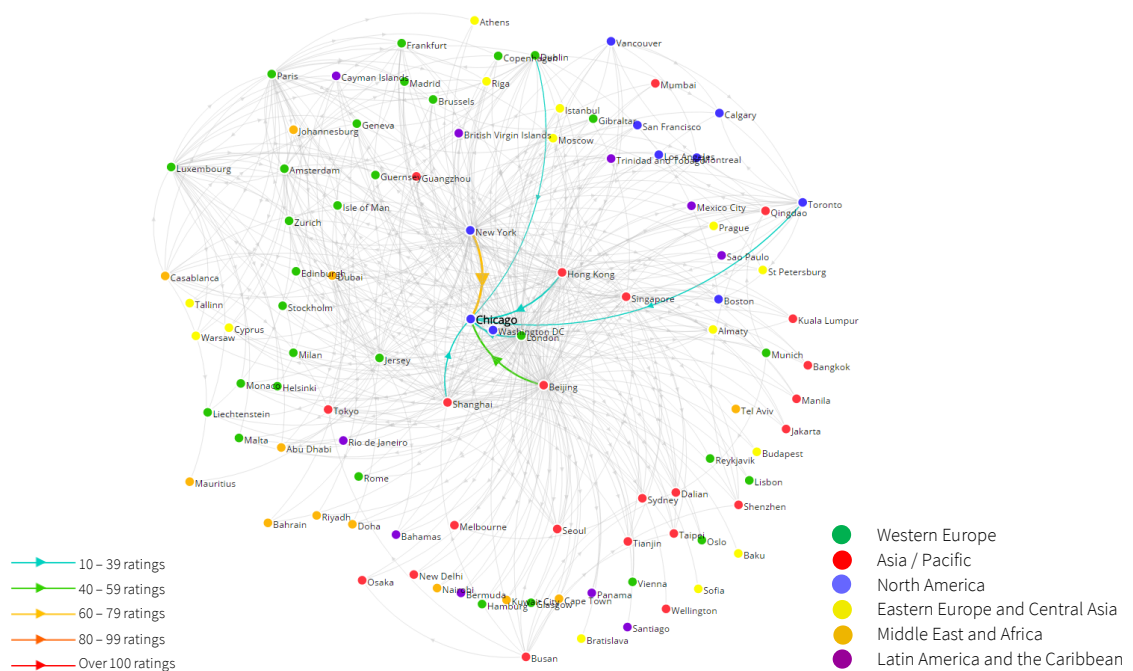 Athens
Frankfurt
Vancouver
Copenhagen
Dublin
Paris
Cayman Islands
Madrid
Riga
Mumbai
Brussels
Istanbul
Calgary
Johannesburg
Geneva
Gibraltar
San Francisco
British Virgin Islands
Moscow
Trinidad and Tobago
Los Angeles
Montreal
Luxembourg
Amsterdam
Guernsey
Guangzhou
Isle of Man
Mexico City
Toronto
Qingdao
Zurich
New York
Prague
Sao Paulo
Casablanca
Edinburgh
Dubai
Hong Kong
St Petersburg
Tallinn
Stockholm
Singapore
Boston
Cyprus
Warsaw
Chicago
Washington DC
London
Almaty
Kuala Lumpur
Milan
Jersey
Munich
Bangkok
Monaco
Helsinki
Beijing
Liechtenstein
Tokyo
Shanghai
Tel Aviv
Manila
Malta
Abu Dhabi
Rio de Janeiro
Jakarta
Budapest
Reykjavik
Mauritius
Rome
Lisbon
Sydney
Dalian
Shenzhen
Bahrain
Riyadh
Doha
Bahamas
Melbourne
Seoul
Tianjin
Taipei
Oslo
Baku
Osaka
New Delhi
Nairobi
Bermuda
Hamburg
Kuwait City
Glasgow
Cape Town
Panama
Vienna
Sofia
Wellington
Santiago
Bratislava
Busan
10 – 39 ratings
40 – 59 ratings
60 – 79 ratings
80 – 99 ratings
Over 100 ratings
Western Europe
Asia / Pacific
North America
Eastern Europe and Central Asia
Middle East and Africa
Latin America and the Caribbean